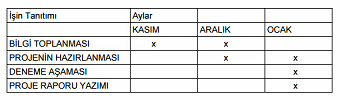 İşin Tanıtımı Aylar
KASIM ARALIK OCAK
BİLGİ TOPLANMASI x x
PROJENİN HAZIRLANMASI x x
DENEME AŞAMASI x
PROJE RAPORU YAZIMI x